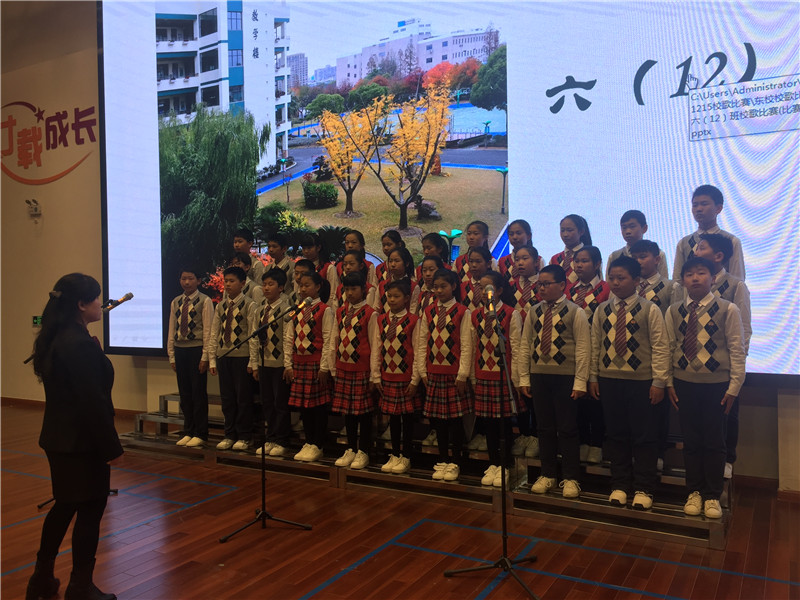 教学楼
六（12）
C:\Users\Administrator\
1215校歌比赛\东校校歌比
六（12）班校歌比赛(比赛
pptx
载成长